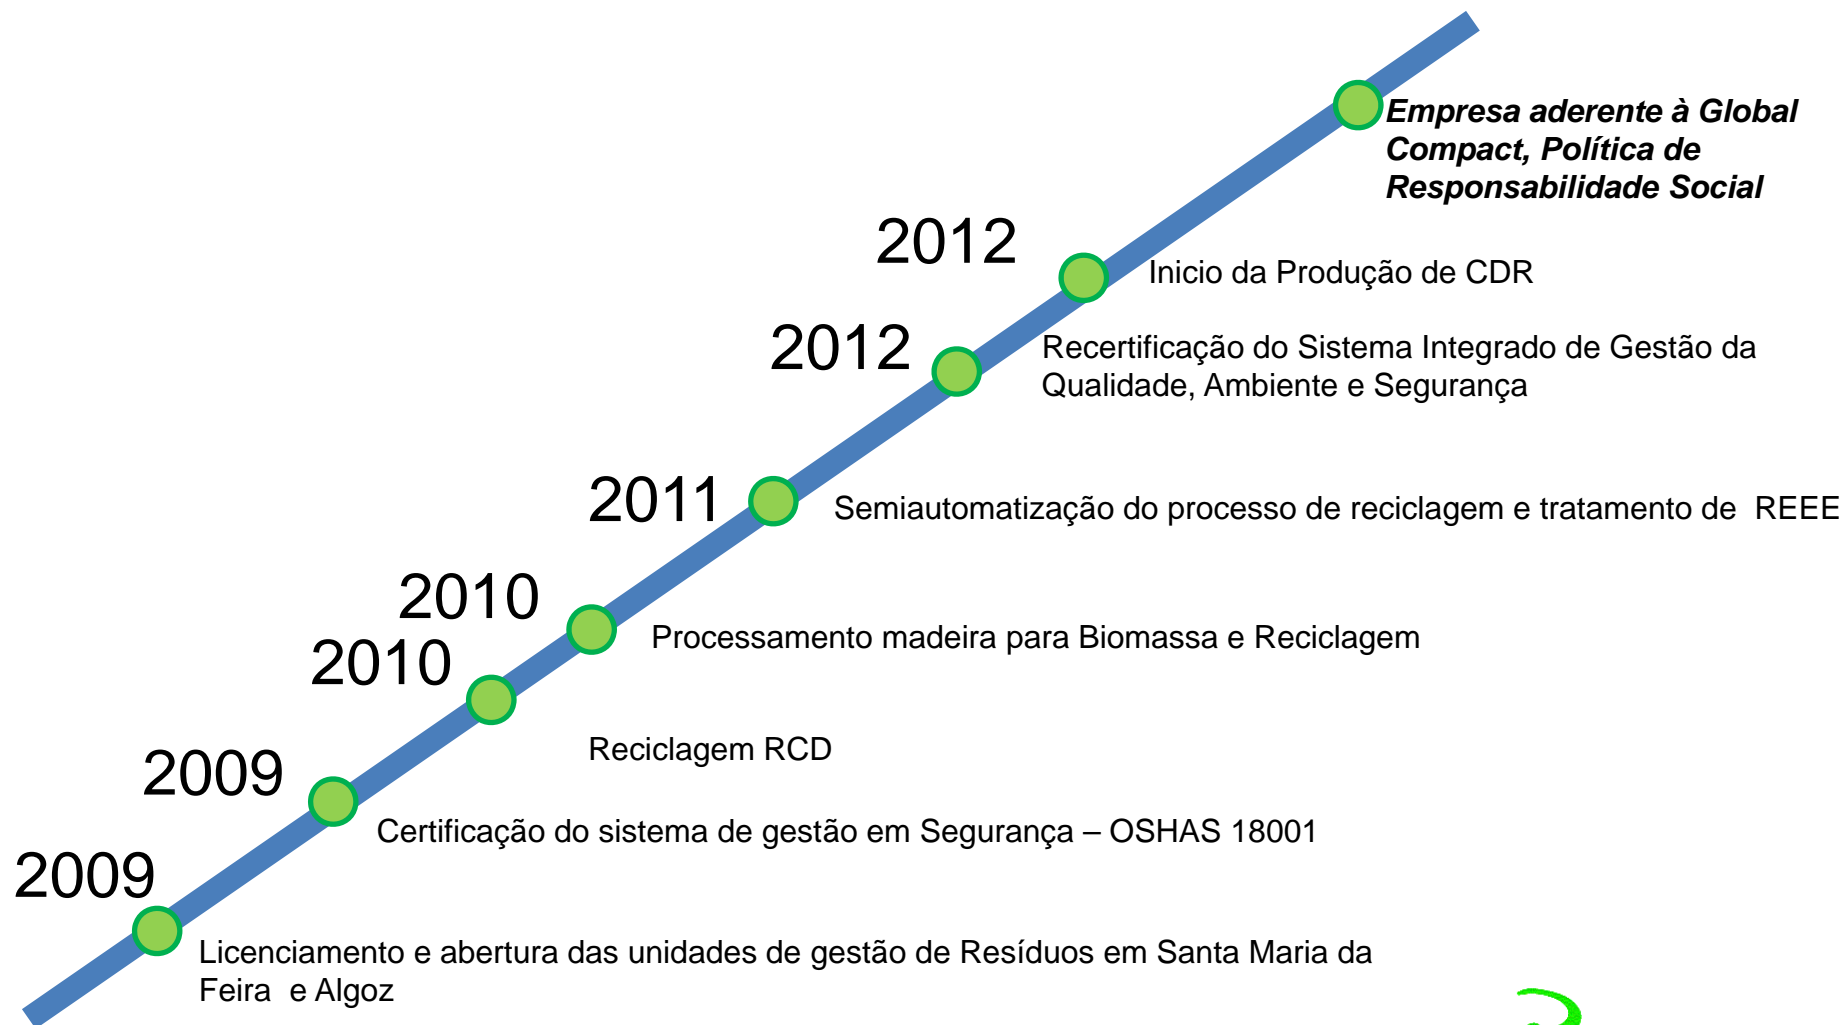 Empresa aderente à Global
Compact, Política de
Responsabilidade Social
2012
Inicio da Produção de CDR
2012
Recertificação do Sistema Integrado de Gestão da
Qualidade, Ambiente e Segurança
2011
Semiautomatização do processo de reciclagem e tratamento de REEE
2010
Processamento madeira para Biomassa e Reciclagem
2010
Reciclagem RCD
2009
Certificação do sistema de gestão em Segurança – OSHAS 18001
2009
Licenciamento e abertura das unidades de gestão de Resíduos em Santa Maria da
Feira e Algoz